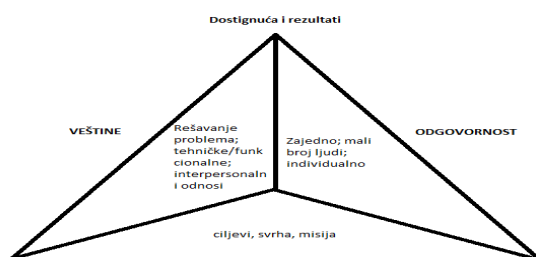 Dostignuća i rezultati
VEŠTINE
Rešavanje
problema;
tehničke/funk
cionalne;
interpersonaln
i odnosi
Zajedno; mali
broj ljudi;
individualno
ODGOVORNOST
ciljevi, svrha, misija